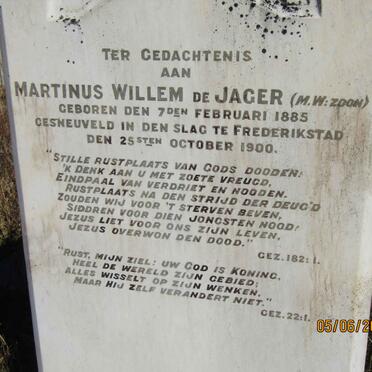 TER GEDACHTENIS
AAN
MARTINUS WILLEM DE JAGER (M.W: ZOON)
GEBOREN DEN 7DEN FEBRUARI 1885
GESNEUVELD IN DEN SLAG TE FREDERIKSTAD
DEN 25STEN OCTOBER 1900.
"STILLE RUSTPLAATS VAN GODS DOODEN:
'K DENK AAN U MET ZOETE VREUGD,
EINDPAAL VAN VERDRIET EN NOODEN.
RUSTPLAATS NA DEN STRIJD DER DEUGD
ZOUDEN WIJ VOOR 'T STERVEN BEVEN,
SIDDREN VOOR DIEN JONGSTEN NOOD!
JEZUS LIET VOOR ONS ZIJN LEVEN,
JEZUS OVERWON DEN DOOD."
GEZ. 182: 1.
"RUST, MIJN ZIEL: UW GOD IS KONING,
HEEL DE WERELD ZIJN GEBIED;
ALLES WISSELT OP ZIJN WENKEN,
MAAR HIJ ZELF VERANDERT NIET."
GEZ. 22: 1.
05/06/20